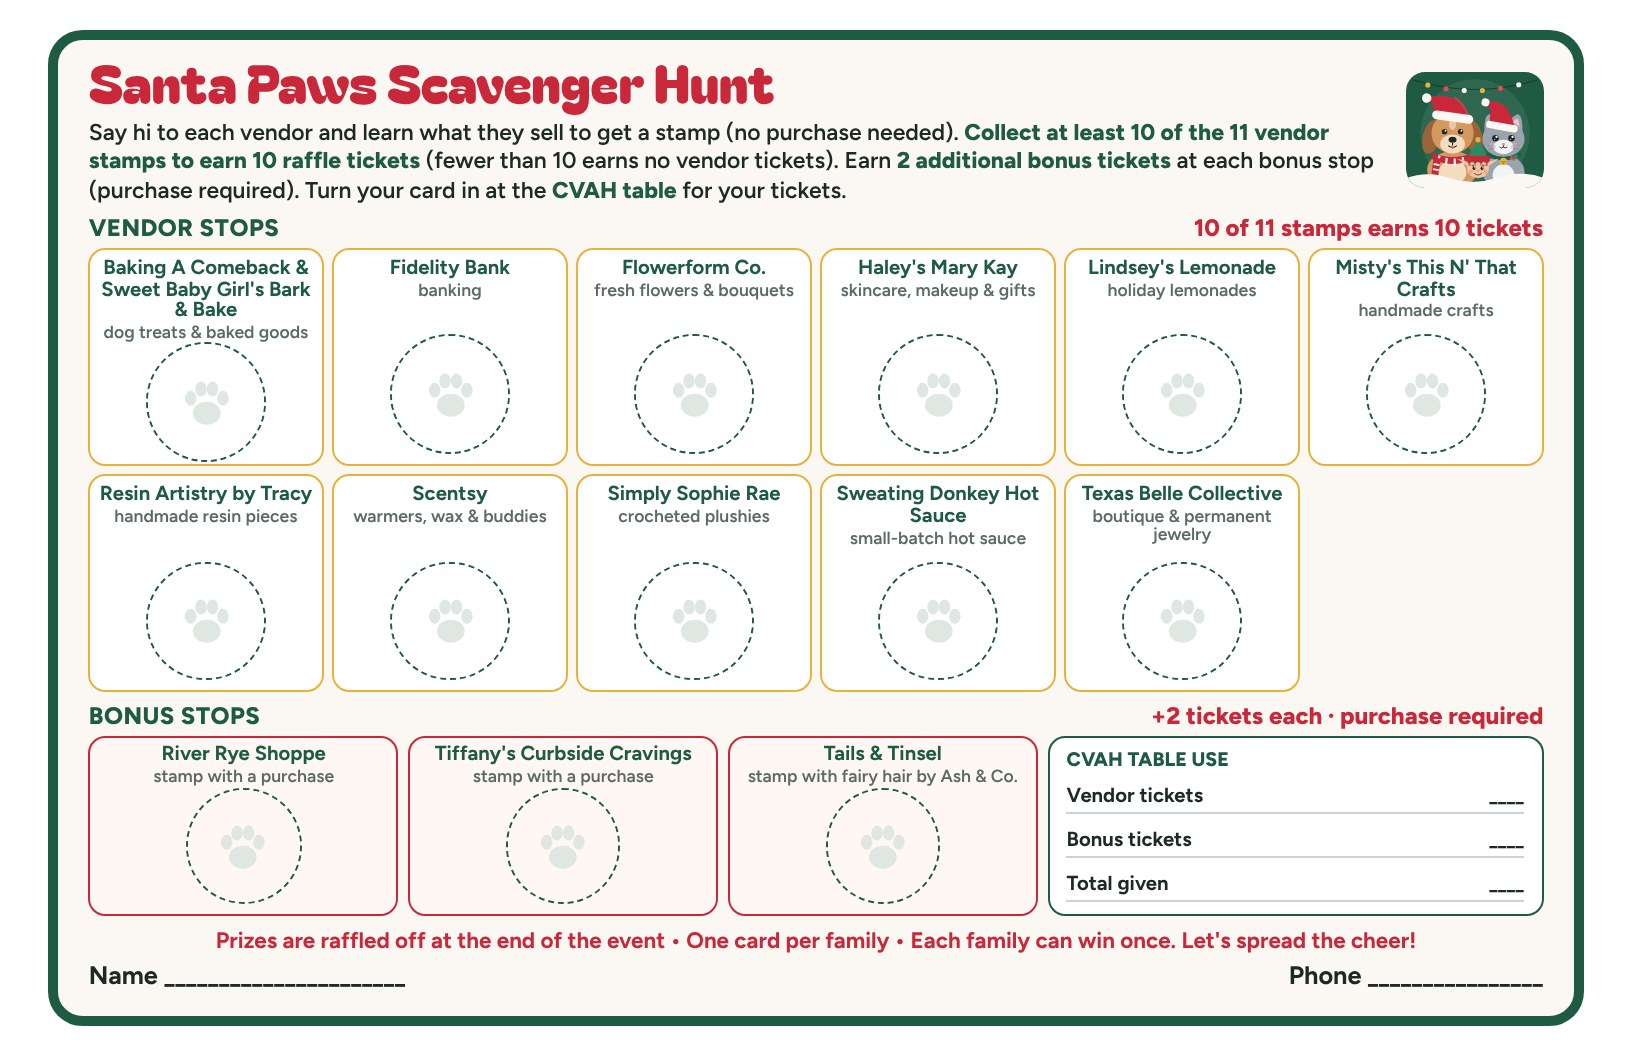 Santa Paws Scavenger Hunt
Say hi to each vendor and learn what they sell to get a stamp (no purchase needed). Collect at least 10 of the 11 vendor
stamps to earn 10 raffle tickets (fewer than 10 earns no vendor tickets). Earn 2 additional bonus tickets at each bonus stop
(purchase required). Turn your card in at the CVAH table for your tickets.
VENDOR STOPS
10 of 11 stamps earns 10 tickets
Baking A Comeback &
Sweet Baby Girl's Bark
& Bake
dog treats & baked goods
Fidelity Bank
banking
Flowerform Co.
fresh flowers & bouquets
Haley's Mary Kay
skincare, makeup & gifts
Lindsey's Lemonade
holiday lemonades
Misty's This N' That
Crafts
handmade crafts
Resin Artistry by Tracy
handmade resin pieces
Scentsy
warmers, wax & buddies
Simply Sophie Rae
crocheted plushies
Sweating Donkey Hot
Sauce
small-batch hot sauce
Texas Belle Collective
boutique & permanent
jewelry
BONUS STOPS
+2 tickets each · purchase required
River Rye Shoppe
stamp with a purchase
Tiffany's Curbside Cravings
stamp with a purchase
Tails & Tinsel
stamp with fairy hair by Ash & Co.
CVAH TABLE USE
Vendor tickets ____
Bonus tickets ____
Total given ____
Prizes are raffled off at the end of the event • One card per family • Each family can win once. Let's spread the cheer!
Name ______________________
Phone ________________